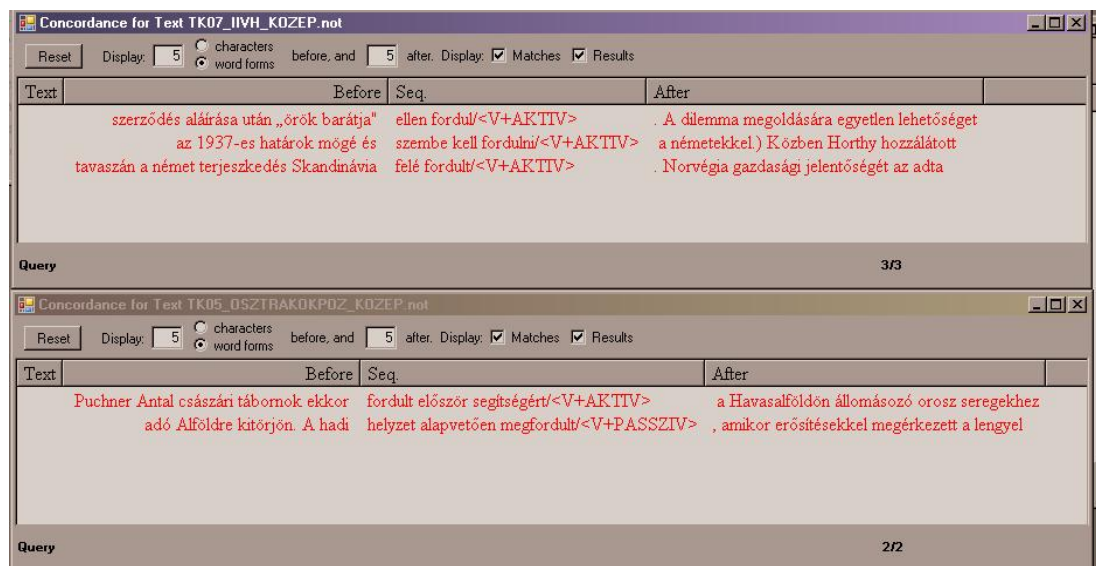 Concordance for Text TK07_IIVH_KOZEP.not
Reset Display: 5 characters word forms before, and 5 after. Display: Matches Results
Text Before Seq. After
szerződés aláírása után „örök barátja" ellen fordul/<V+AKTIV> . A dilemma megoldására egyetlen lehetőséget
az 1937-es határok mögé és szembe kell fordulni/<V+AKTIV> a németekkel.) Közben Horthy hozzálátott
tavaszán a német terjeszkedés Skandinávia felé fordult/<V+AKTIV> . Norvégia gazdasági jelentőségét az adta
Query 3/3
Concordance for Text TK05_OSZTRAKOKPOZ_KOZEP.not
Reset Display: 5 characters word forms before, and 5 after. Display: Matches Results
Text Before Seq. After
Puchner Antal császári tábornok ekkor fordult először segítségért/<V+AKTIV> a Havasalföldön állomásozó orosz seregekhez
adó Alföldre kitörjön. A hadi helyzet alapvetően megfordult/<V+PASSZIV> , amikor erősítésekkel megérkezett a lengyel
Query 2/2